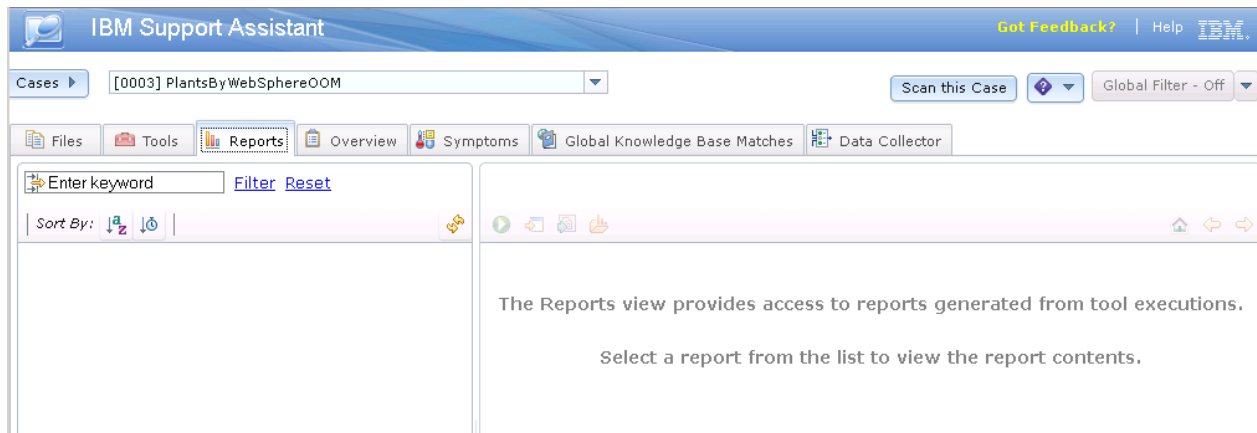 IBM Support Assistant Got Feedback? | Help IBM.
Cases [0003] PlantsByWebSphereOOM Scan this Case Global Filter - Off
Files Tools Reports Overview Symptoms Global Knowledge Base Matches Data Collector
Enter keyword Filter Reset
Sort By: a z
The Reports view provides access to reports generated from tool executions.
Select a report from the list to view the report contents.